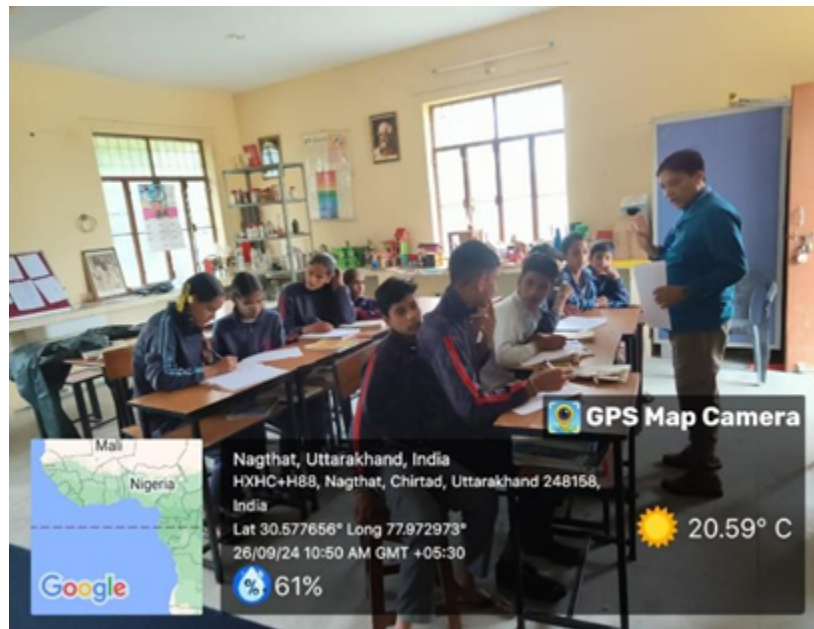 GPS Map Camera
Mali
Nigeria
Google
Nagthat, Uttarakhand, India
HXHC+H88, Nagthat, Chirtad, Uttarakhand 248158,
India
Lat 30.577656° Long 77.972973°
26/09/24 10:50 AM GMT +05:30
61%
20.59° C